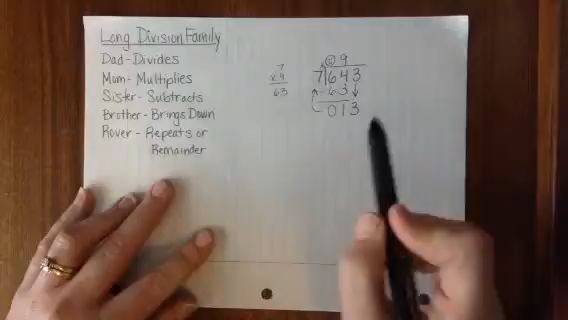 Long Division Family
Dad-Divides
Mom-Multiplies
Sister-Subtracts
Brother-Brings Down
Rover-Repeats or
Remainder
7
x 9
63
9
7 643
-63
013